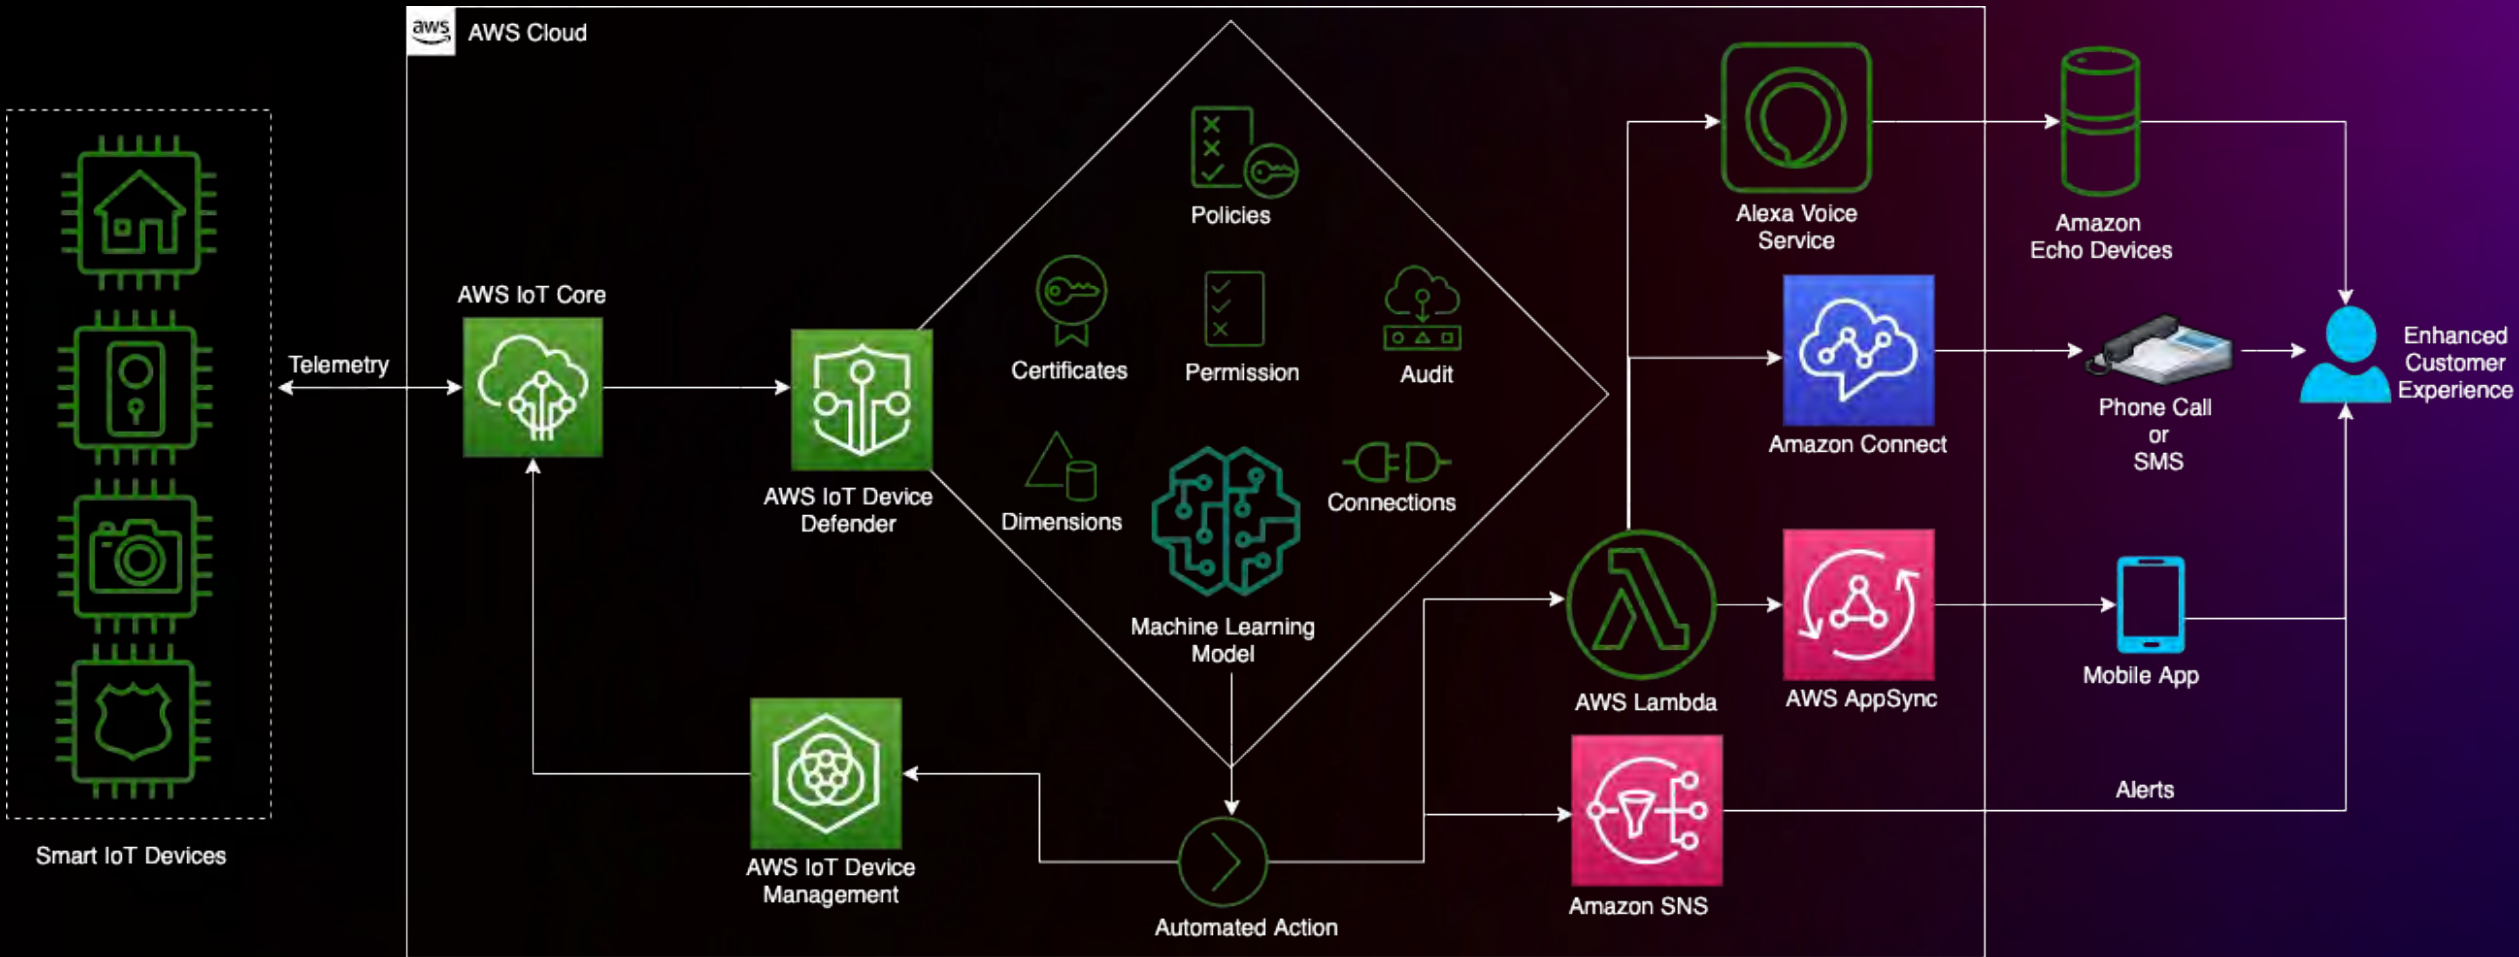 aws
AWS Cloud
Smart IoT Devices
Telemetry
AWS IoT Core
AWS IoT Device
Defender
Policies
Certificates
Permission
Audit
Dimensions
Connections
Machine Learning
Model
AWS IoT Device
Management
Automated Action
Alexa Voice
Service
Amazon
Echo Devices
Amazon Connect
Phone Call
or
SMS
Enhanced
Customer
Experience
AWS Lambda
AWS AppSync
Mobile App
Amazon SNS
Alerts